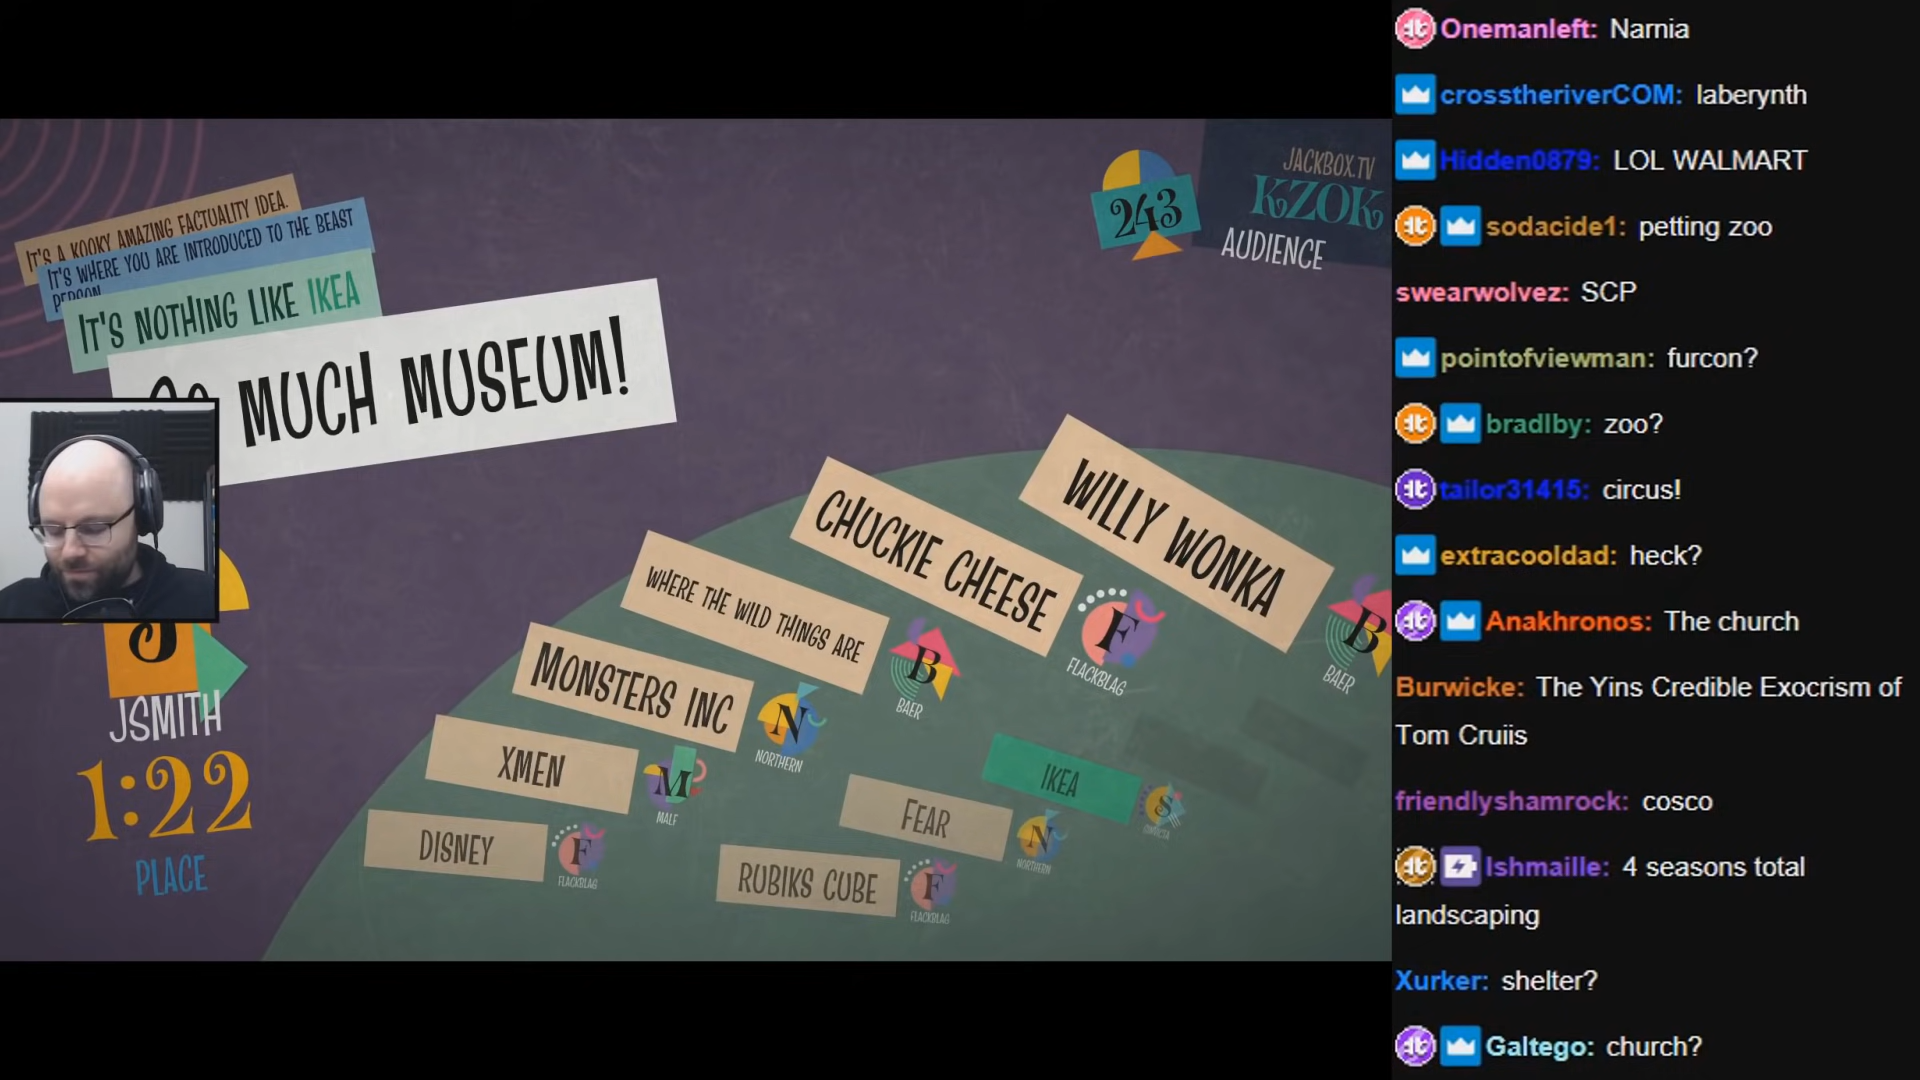 IT'S A KOOKY AMAZING FACTUALITY IDEA.
IT'S WHERE YOU ARE INTRODUCED TO THE BEAST
PERSON
IT'S NOTHING LIKE IKEA
MUCH MUSEUM!
243
JACKBOX.TV
KZOK
AUDIENCE
WILLY WONKA
B
BAER
CHUCKIE CHEESE
F
FLACKBLAG
WHERE THE WILD THINGS ARE
B
BAER
MONSTERS INC
N
NORTHERN
XMEN
M
MALF
DISNEY
F
FLACKBLAG
RUBIKS CUBE
F
FLACKBLAG
FEAR
N
NORTHERN
IKEA
S
J
JSMITH
1:22
PLACE
Onemanleft: Narnia
crosstheriverCOM: laberynth
Hidden0879: LOL WALMART
sodacide1: petting zoo
swearwolvez: SCP
pointofviewman: furcon?
bradlby: zoo?
tailor31415: circus!
extracooldad: heck?
Anakhronos: The church
Burwicke: The Yins Credible Exocrism of
Tom Cruiis
friendlyshamrock: cosco
Ishmaille: 4 seasons total
landscaping
Xurker: shelter?
Galtego: church?